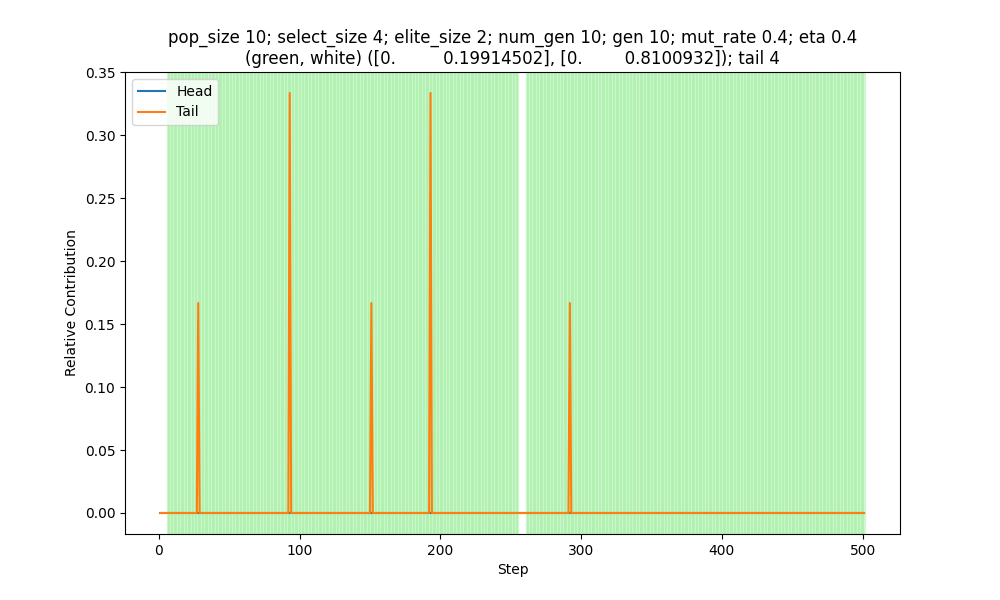 pop_size 10; select_size 4; elite_size 2; num_gen 10; gen 10; mut_rate 0.4; eta 0.4
(green, white) ([0. 0.19914502], [0. 0.8100932]); tail 4
Head
Tail
Relative Contribution
0.35
0.30
0.25
0.20
0.15
0.10
0.05
0.00
0 100 200 300 400 500
Step